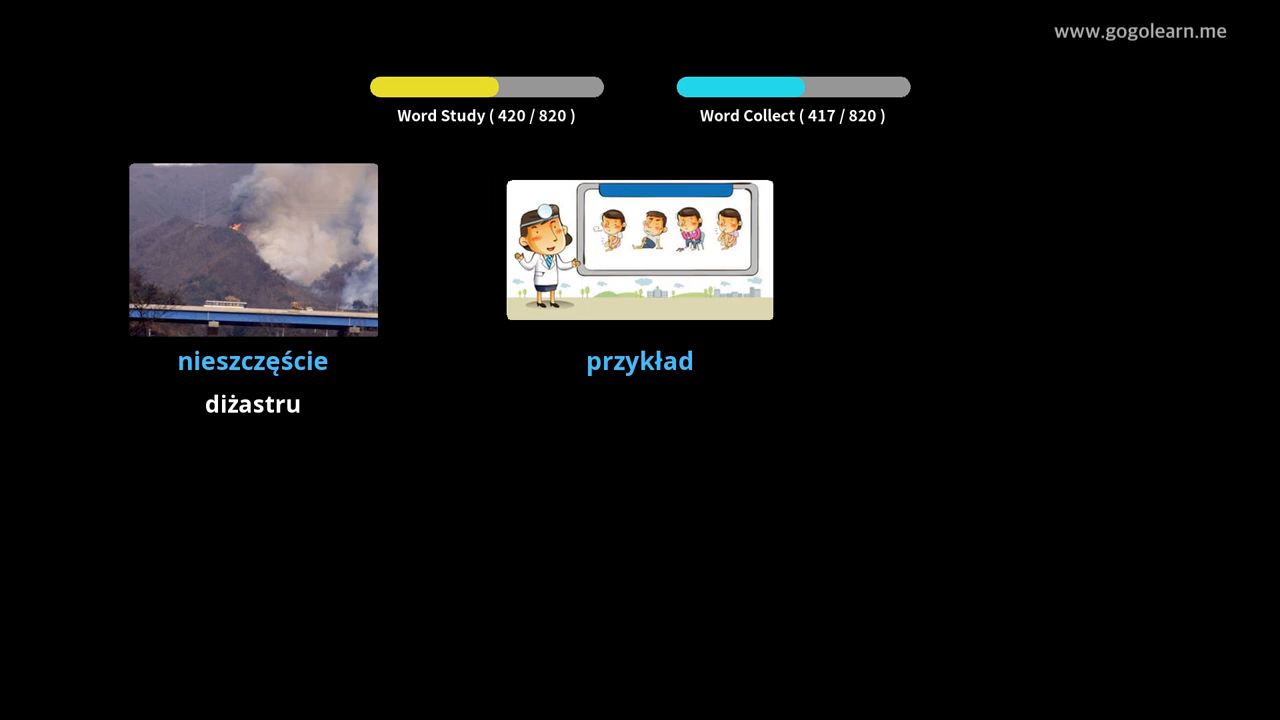 www.gogolearn.me
Word Study ( 420 / 820 )
Word Collect ( 417 / 820 )
nieszczęście
przykład
diżastru